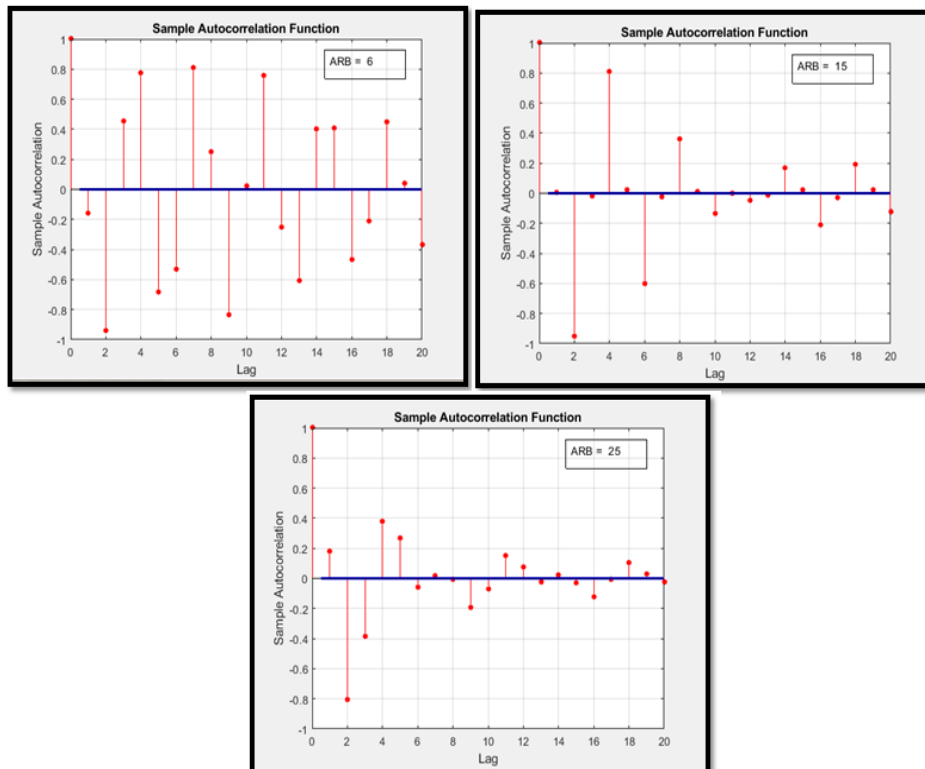 Sample Autocorrelation Function
ARB = 6
1
0.8
0.6
0.4
0.2
0
-0.2
-0.4
-0.6
-0.8
-1
Sample Autocorrelation
0 2 4 6 8 10 12 14 16 18 20
Lag
Sample Autocorrelation Function
ARB = 15
1
0.8
0.6
0.4
0.2
0
-0.2
-0.4
-0.6
-0.8
-1
Sample Autocorrelation
0 2 4 6 8 10 12 14 16 18 20
Lag
Sample Autocorrelation Function
ARB = 25
1
0.8
0.6
0.4
0.2
0
-0.2
-0.4
-0.6
-0.8
-1
Sample Autocorrelation
0 2 4 6 8 10 12 14 16 18 20
Lag